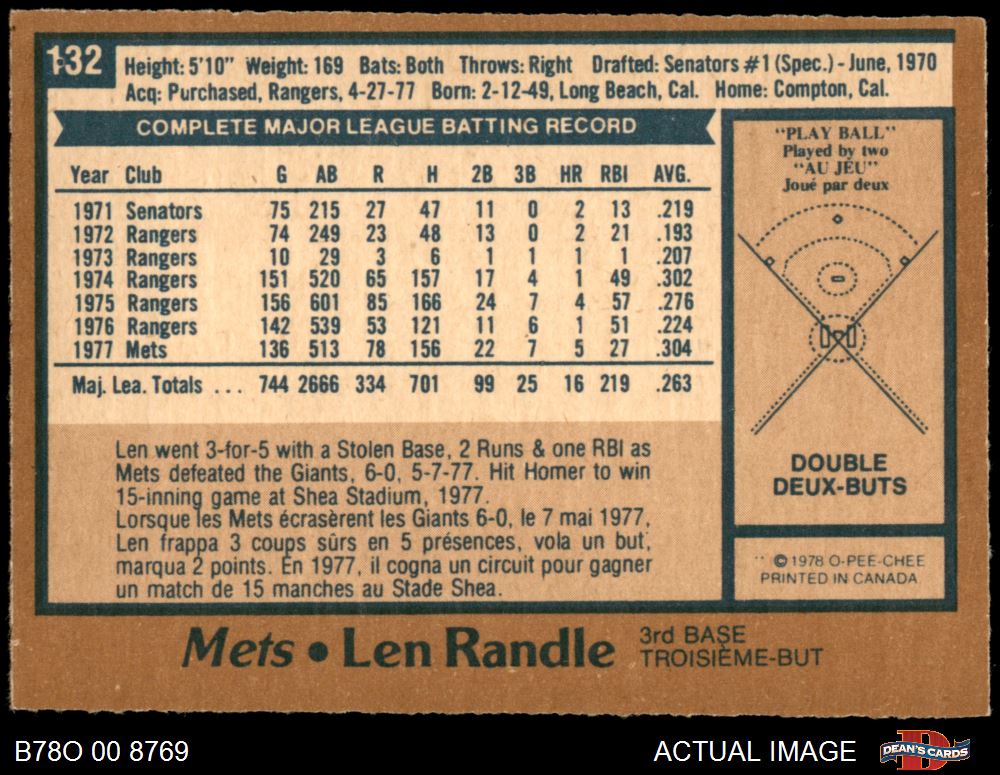 132
Height: 5'10" Weight: 169 Bats: Both Throws: Right Drafted: Senators #1 (Spec.) - June, 1970
Acq: Purchased, Rangers, 4-27-77 Born: 2-12-49, Long Beach, Cal. Home: Compton, Cal.
COMPLETE MAJOR LEAGUE BATTING RECORD
Year Club G AB R H 2B 3B HR RBI AVG.
1971 Senators 75 215 27 47 11 0 2 13 .219
1972 Rangers 74 249 23 48 13 0 2 21 .193
1973 Rangers 10 29 3 6 1 1 1 1 .207
1974 Rangers 151 520 65 157 17 4 1 49 .302
1975 Rangers 156 601 85 166 24 7 4 57 .276
1976 Rangers 142 539 53 121 11 6 1 51 .224
1977 Mets 136 513 78 156 22 7 5 27 .304
Maj. Lea. Totals ... 744 2666 334 701 99 25 16 219 .263
Len went 3-for-5 with a Stolen Base, 2 Runs & one RBI as
Mets defeated the Giants, 6-0, 5-7-77. Hit Homer to win
15-inning game at Shea Stadium, 1977.
Lorsque les Mets écrasèrent les Giants 6-0, le 7 mai 1977,
Len frappa 3 coups sûrs en 5 présences, vola un but,
marqua 2 points. En 1977, il cogna un circuit pour gagner
un match de 15 manches au Stade Shea.
"PLAY BALL"
Played by two
"AU JEU"
Joué par deux
DOUBLE
DEUX-BUTS
** © 1978 O-PEE-CHEE
PRINTED IN CANADA.
Mets • Len Randle
3rd BASE
TROISIÈME-BUT
B78O 00 8769
ACTUAL IMAGE
D
DEAN'S CARDS